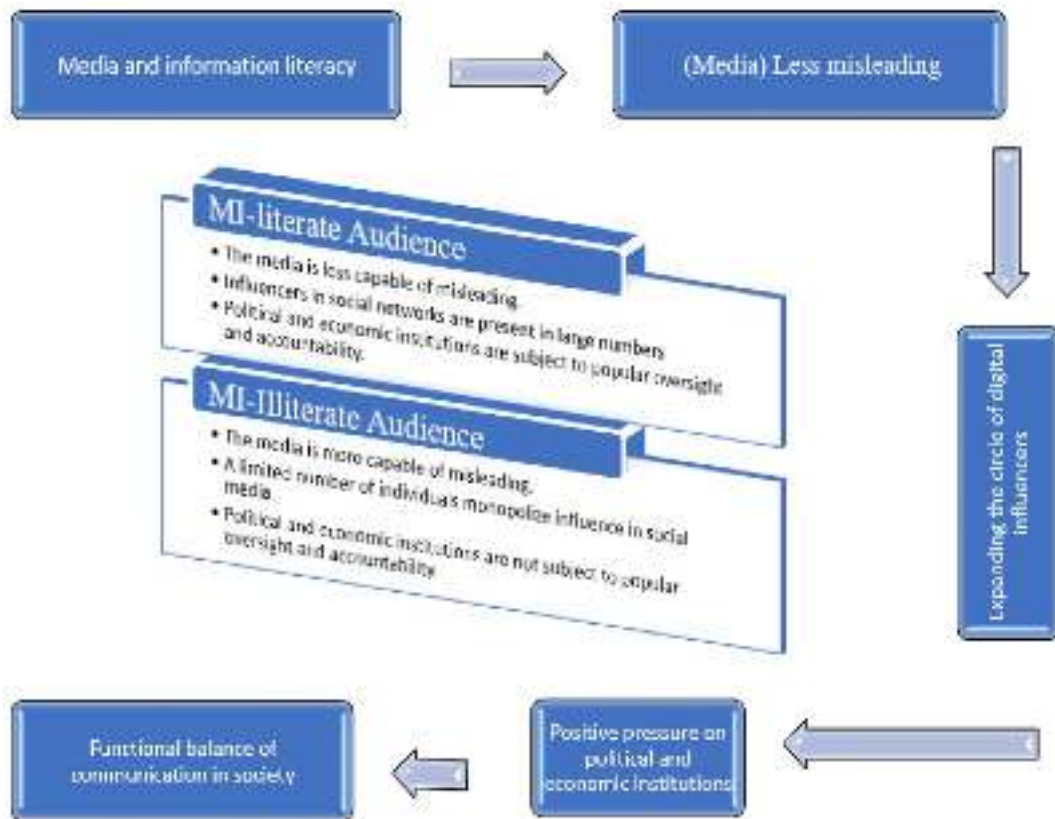 Media and information literacy
(Media) Less misleading
MI-literate Audience
• The media is less capable of misleading.
• Influencers in social networks are present in large numbers
• Political and economic institutions are subject to popular oversight
and accountability.
MI-Illiterate Audience
• The media is more capable of misleading.
• A limited number of individuals monopolize influence in social
media
• Political and economic institutions are not subject to popular
oversight and accountability
Expanding the circle of digital
influencers
Positive pressure on
political and
economic institutions
Functional balance of
communication in society